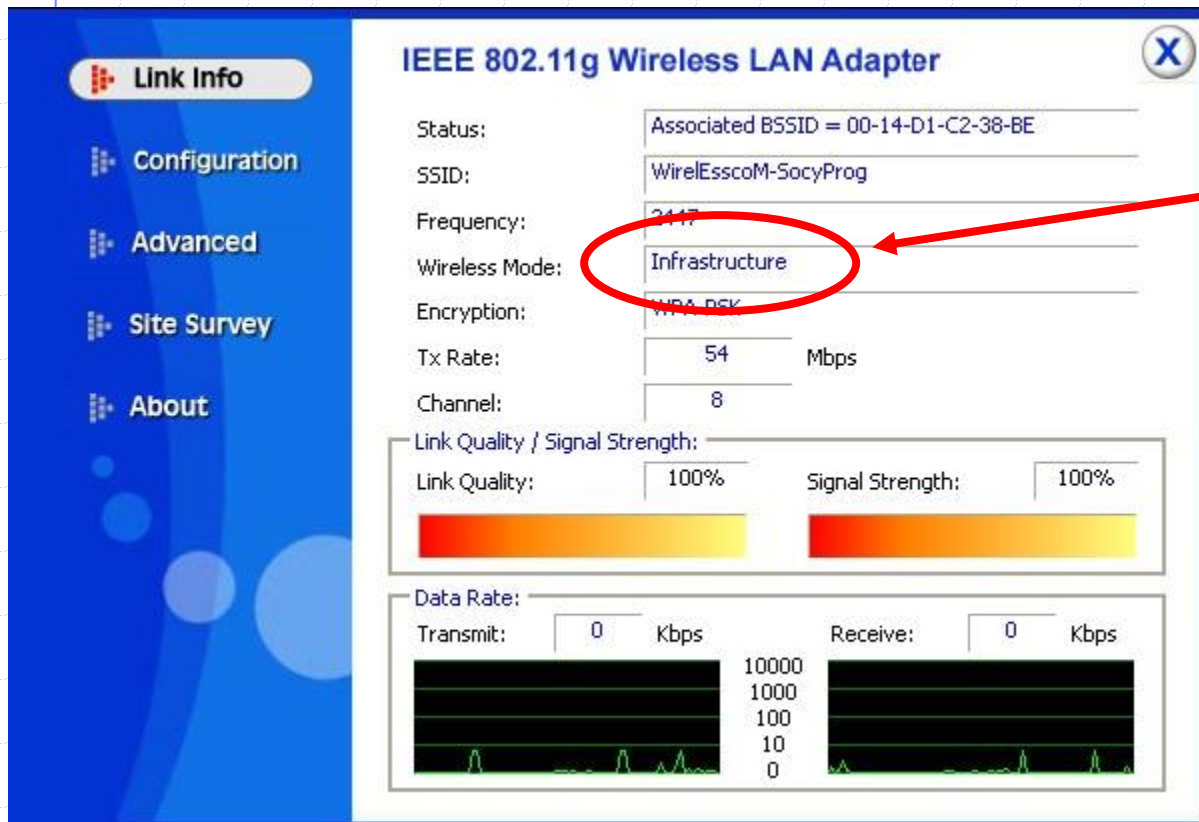 IEEE 802.11g Wireless LAN Adapter
X
Link Info
Configuration
Advanced
Site Survey
About
Status: Associated BSSID = 00-14-D1-C2-38-BE
SSID: WirelEsscoM-SocyProg
Frequency: 2447
Wireless Mode: Infrastructure
Encryption: WPA-PSK
Tx Rate: 54 Mbps
Channel: 8
Link Quality / Signal Strength:
Link Quality: 100% Signal Strength: 100%
Data Rate:
Transmit: 0 Kbps Receive: 0 Kbps
10000
1000
100
10
0